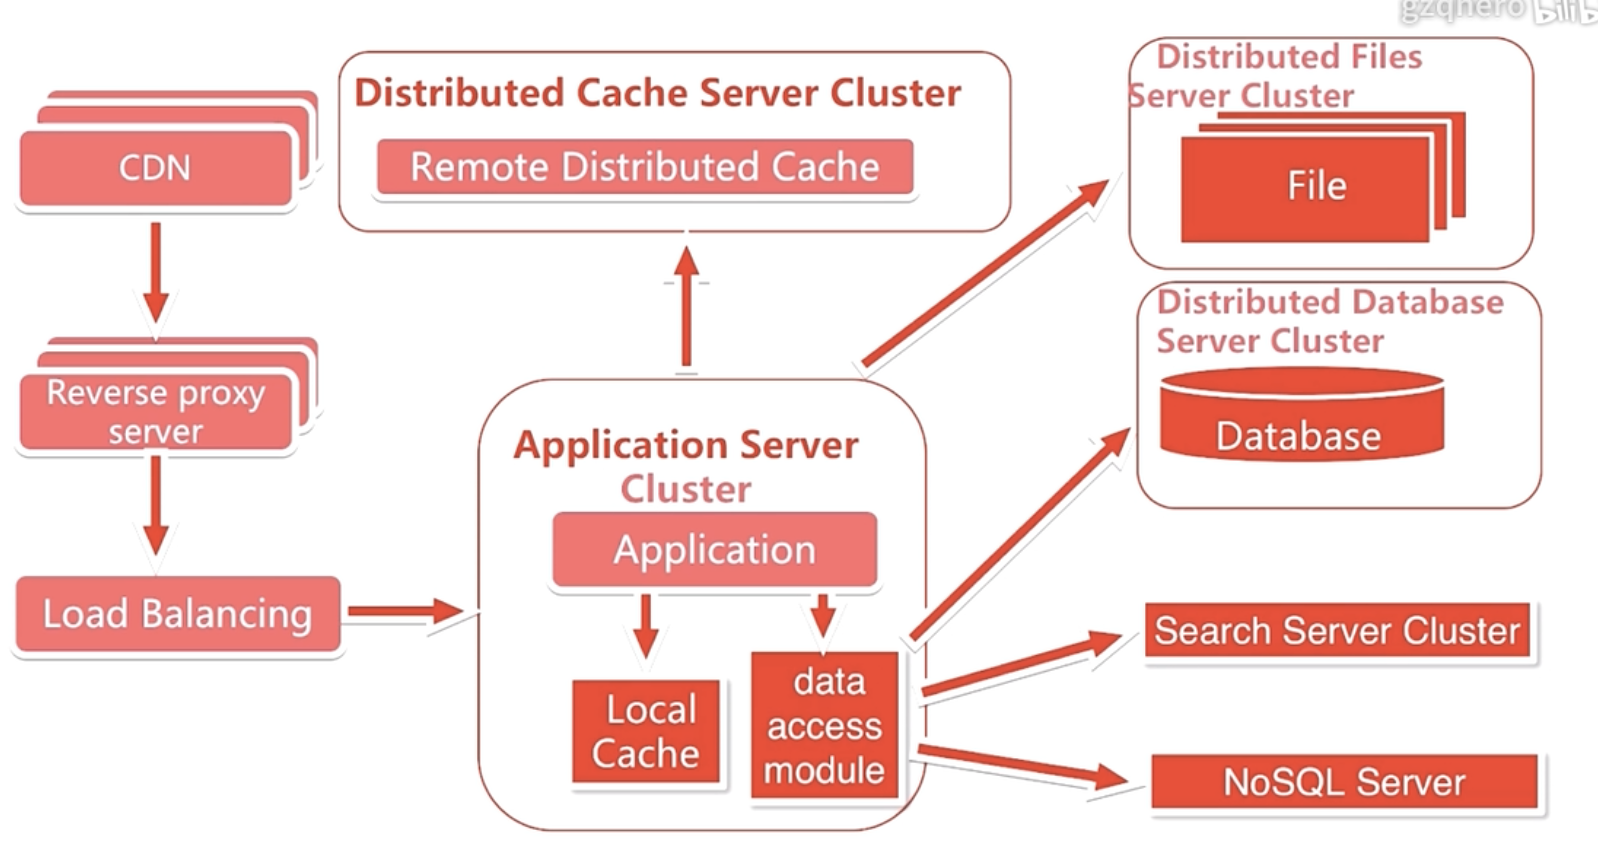 gzqhero bilib
Distributed Cache Server Cluster
Remote Distributed Cache
Distributed Files
Server Cluster
File
CDN
Reverse proxy
server
Load Balancing
Distributed Database
Server Cluster
Database
Application Server
Cluster
Application
Local
Cache
data
access
module
Search Server Cluster
NoSQL Server